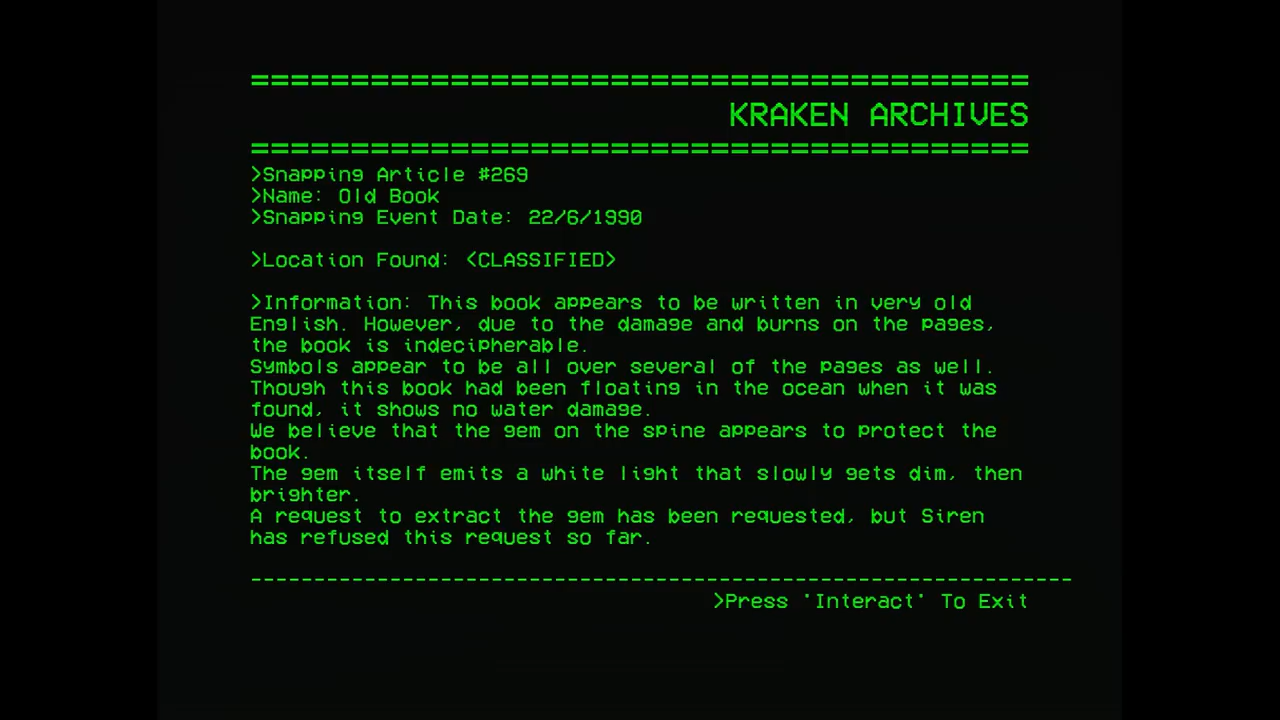 =======================================
KRAKEN ARCHIVES
=======================================
>Snapping Article #269
>Name: Old Book
>Snapping Event Date: 22/6/1990
>Location Found: <CLASSIFIED>
>Information: This book appears to be written in very old
English. However, due to the damage and burns on the pages,
the book is indecipherable.
Symbols appear to be all over several of the pages as well.
Though this book had been floating in the ocean when it was
found, it shows no water damage.
We believe that the gem on the spine appears to protect the
book.
The gem itself emits a white light that slowly gets dim, then
brighter.
A request to extract the gem has been requested, but Siren
has refused this request so far.
-----------------------------------------------------------------
>Press 'Interact' To Exit